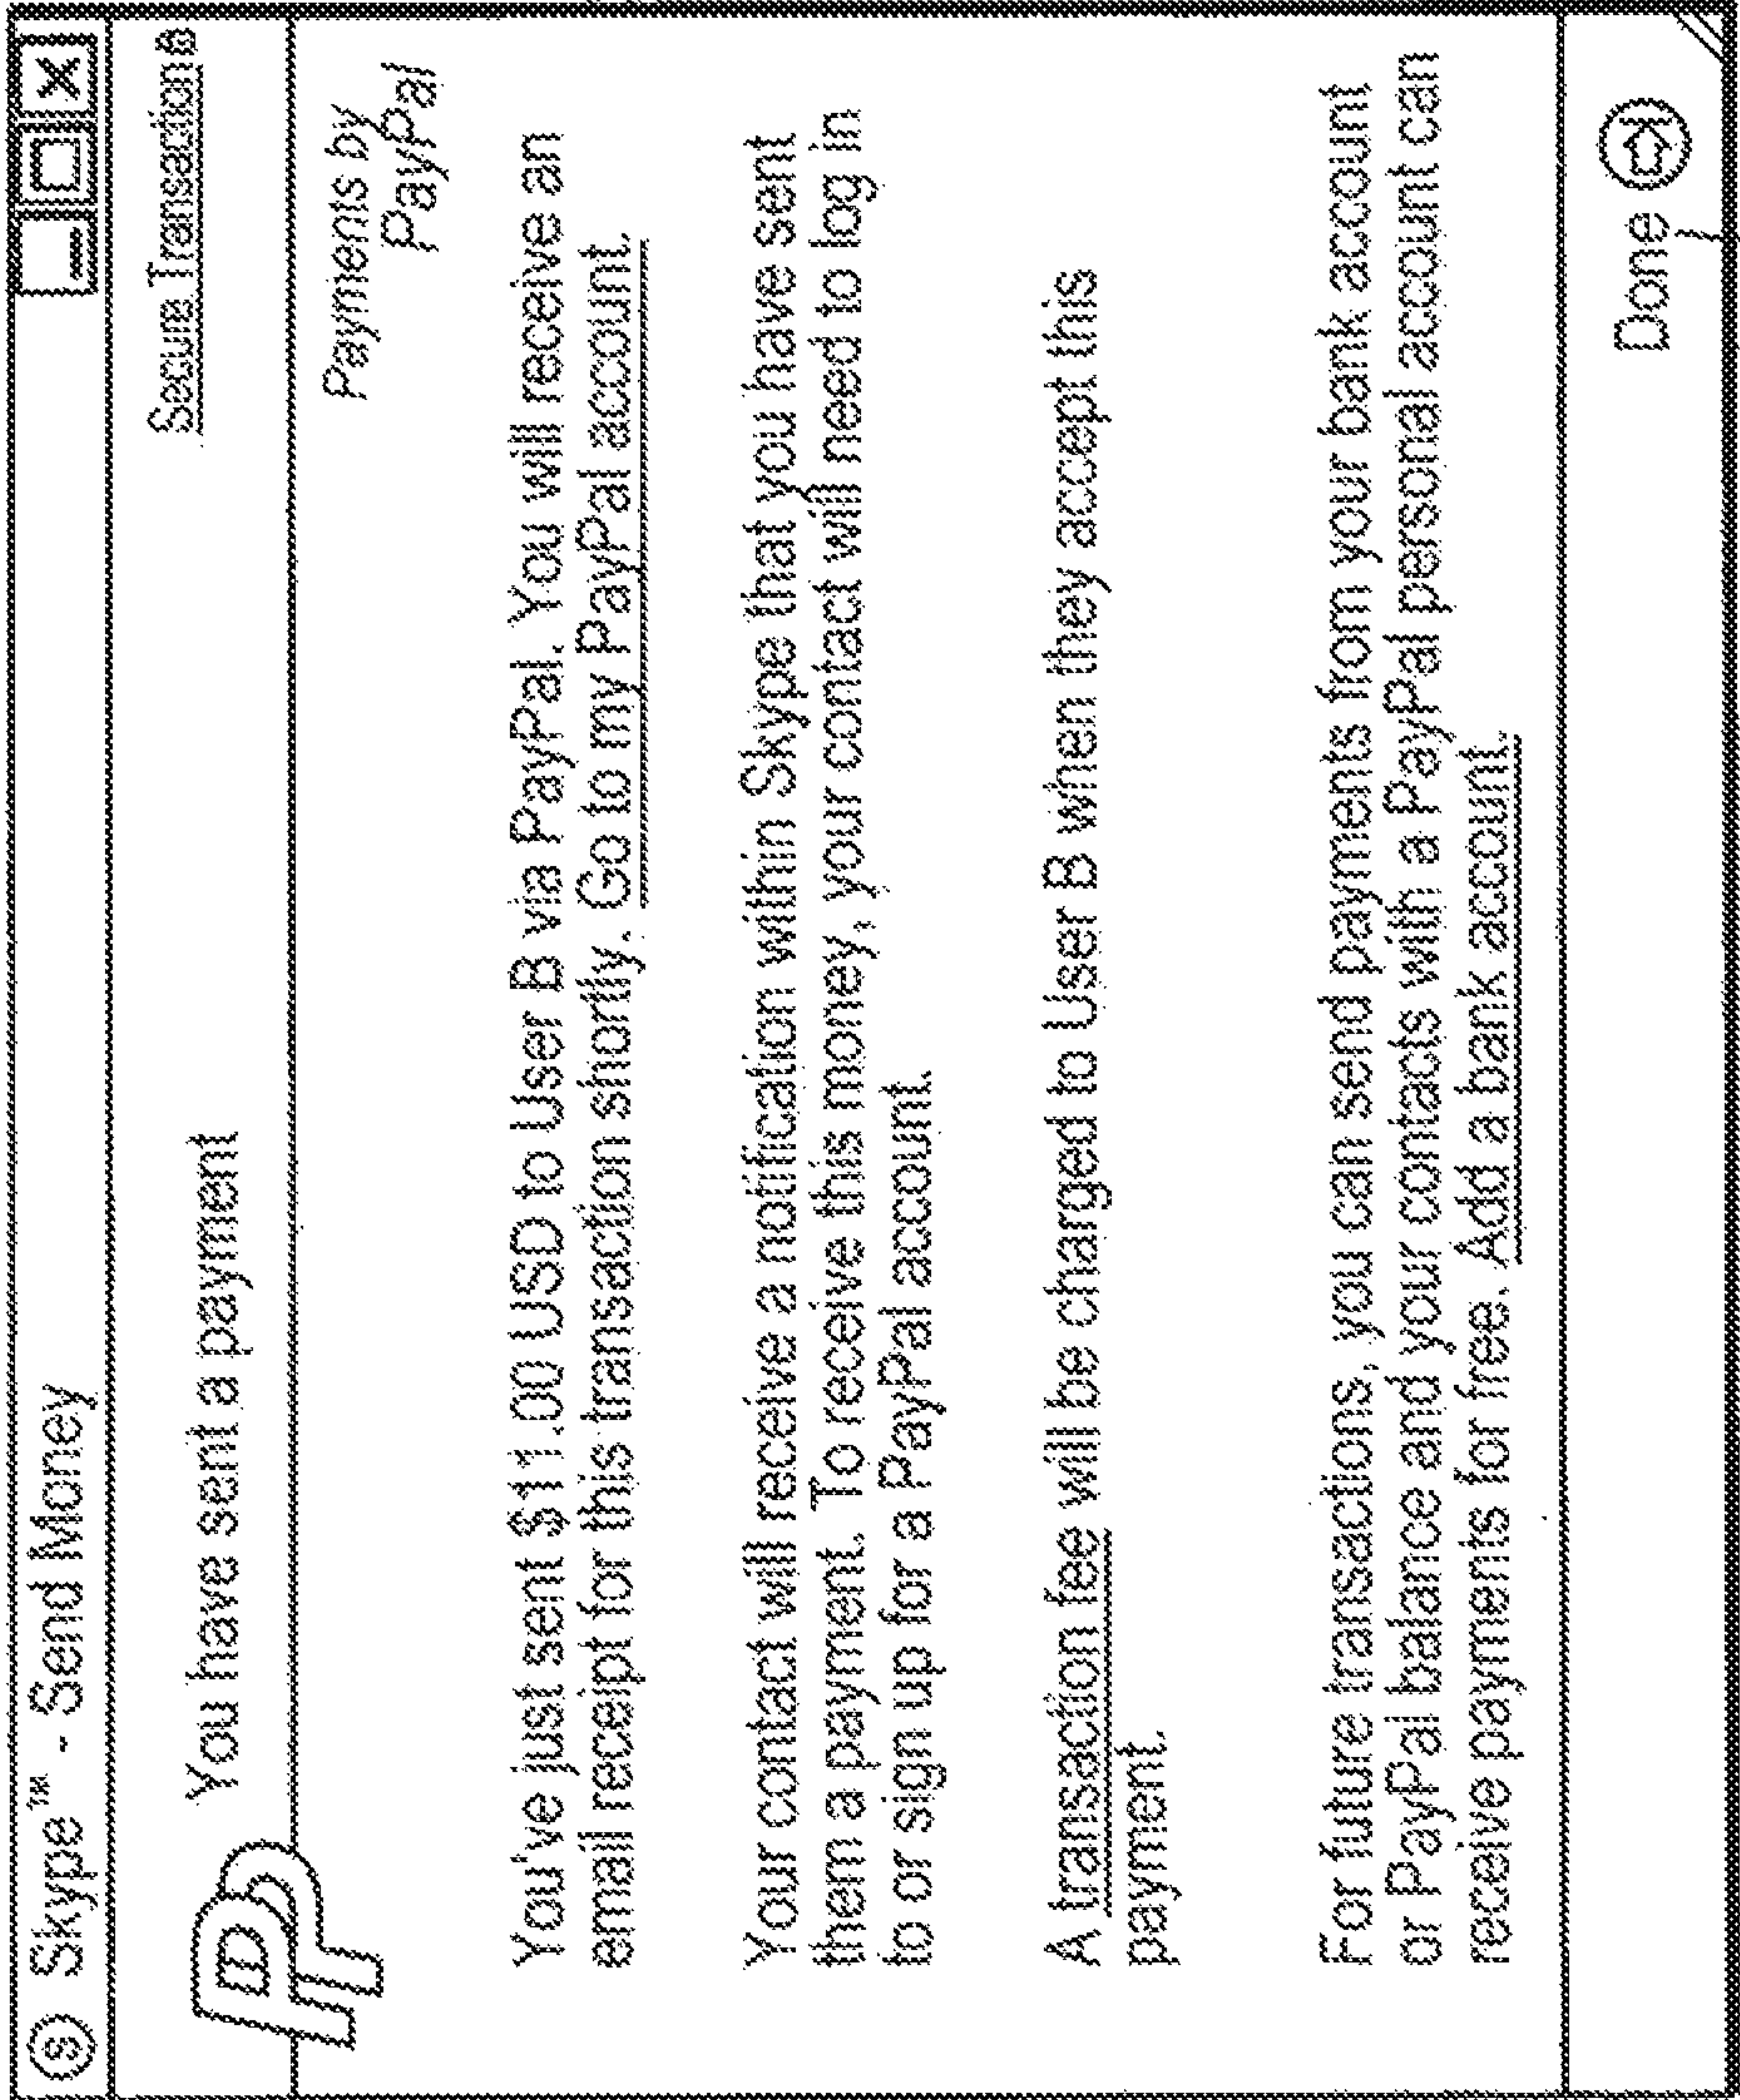 S Skype™ - Send Money
You have sent a payment
Secure Transaction
Payments by
PayPal
You've just sent $11.00 USD to User B via PayPal. You will receive an
email receipt for this transaction shortly. Go to my PayPal account.
Your contact will receive a notification within Skype that you have sent
them a payment. To receive this money, your contact will need to log in
to or sign up for a PayPal account.
A transaction fee will be charged to User B when they accept this
payment.
For future transactions, you can send payments from your bank account
or PayPal balance and your contacts with a PayPal personal account can
receive payments for free. Add a bank account.
Done